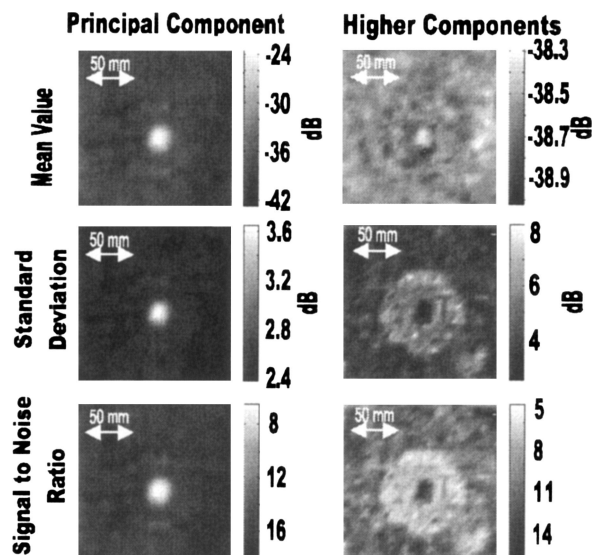 Principal Component
Higher Components
Mean Value
50 mm
-24
-30
-36
-42
dB
50 mm
-38.3
-38.5
-38.7
-38.9
dB
Standard
Deviation
50 mm
3.6
3.2
2.8
2.4
dB
50 mm
8
6
4
dB
Signal to Noise
Ratio
50 mm
8
12
16
50 mm
5
8
11
14